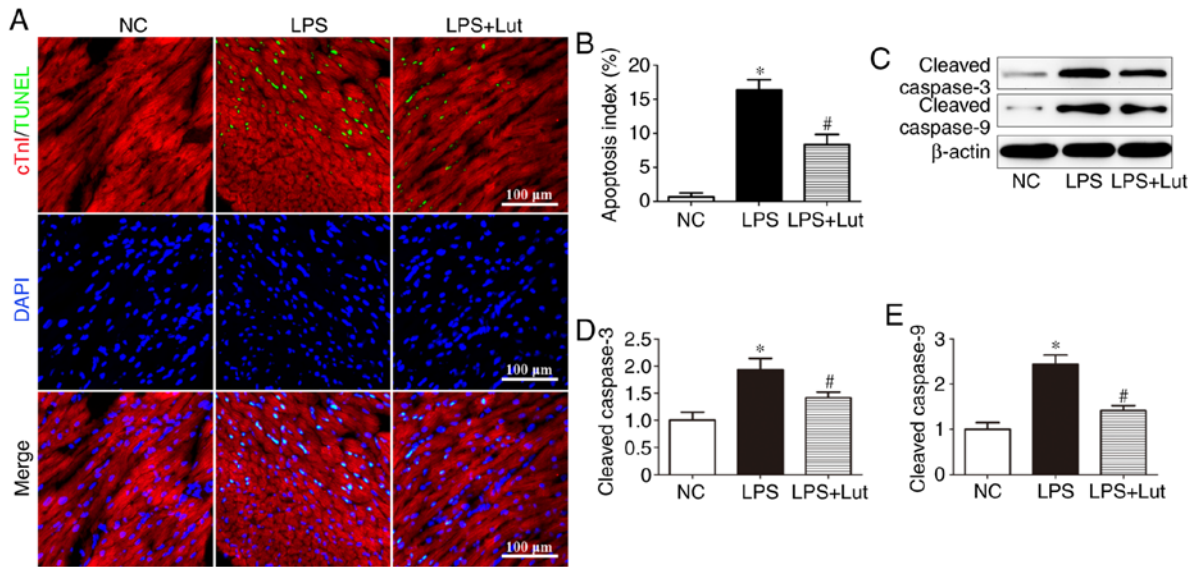 A
NC
LPS
LPS+Lut
cTnI/TUNEL
100 µm
DAPI
100 µm
Merge
100 µm
B
Apoptosis index (%)
20
15
10
5
0
*
#
NC
LPS
LPS+Lut
C
Cleaved
caspase-3
Cleaved
caspase-9
β-actin
NC
LPS
LPS+Lut
D
Cleaved caspase-3
2.5
2.0
1.5
1.0
0.5
0
*
#
NC
LPS
LPS+Lut
E
Cleaved caspase-9
3
2
1
0
*
#
NC
LPS
LPS+Lut